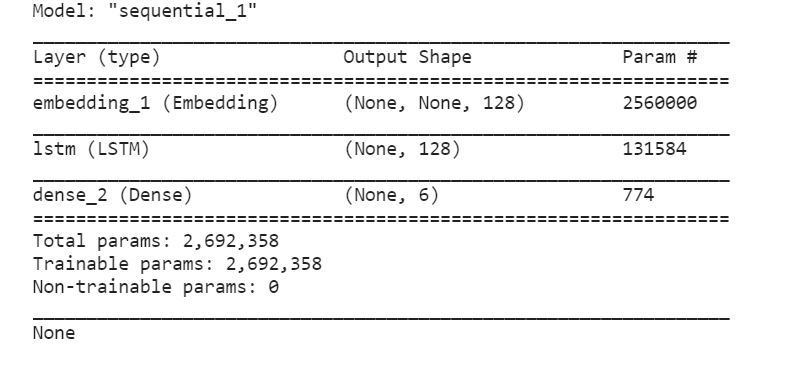 Model: "sequential_1"
_________________________________________________________________
Layer (type)                 Output Shape              Param #
=================================================================
embedding_1 (Embedding)      (None, None, 128)         2560000
_________________________________________________________________
lstm (LSTM)                  (None, 128)               131584
_________________________________________________________________
dense_2 (Dense)              (None, 6)                 774
=================================================================
Total params: 2,692,358
Trainable params: 2,692,358
Non-trainable params: 0
_________________________________________________________________
None